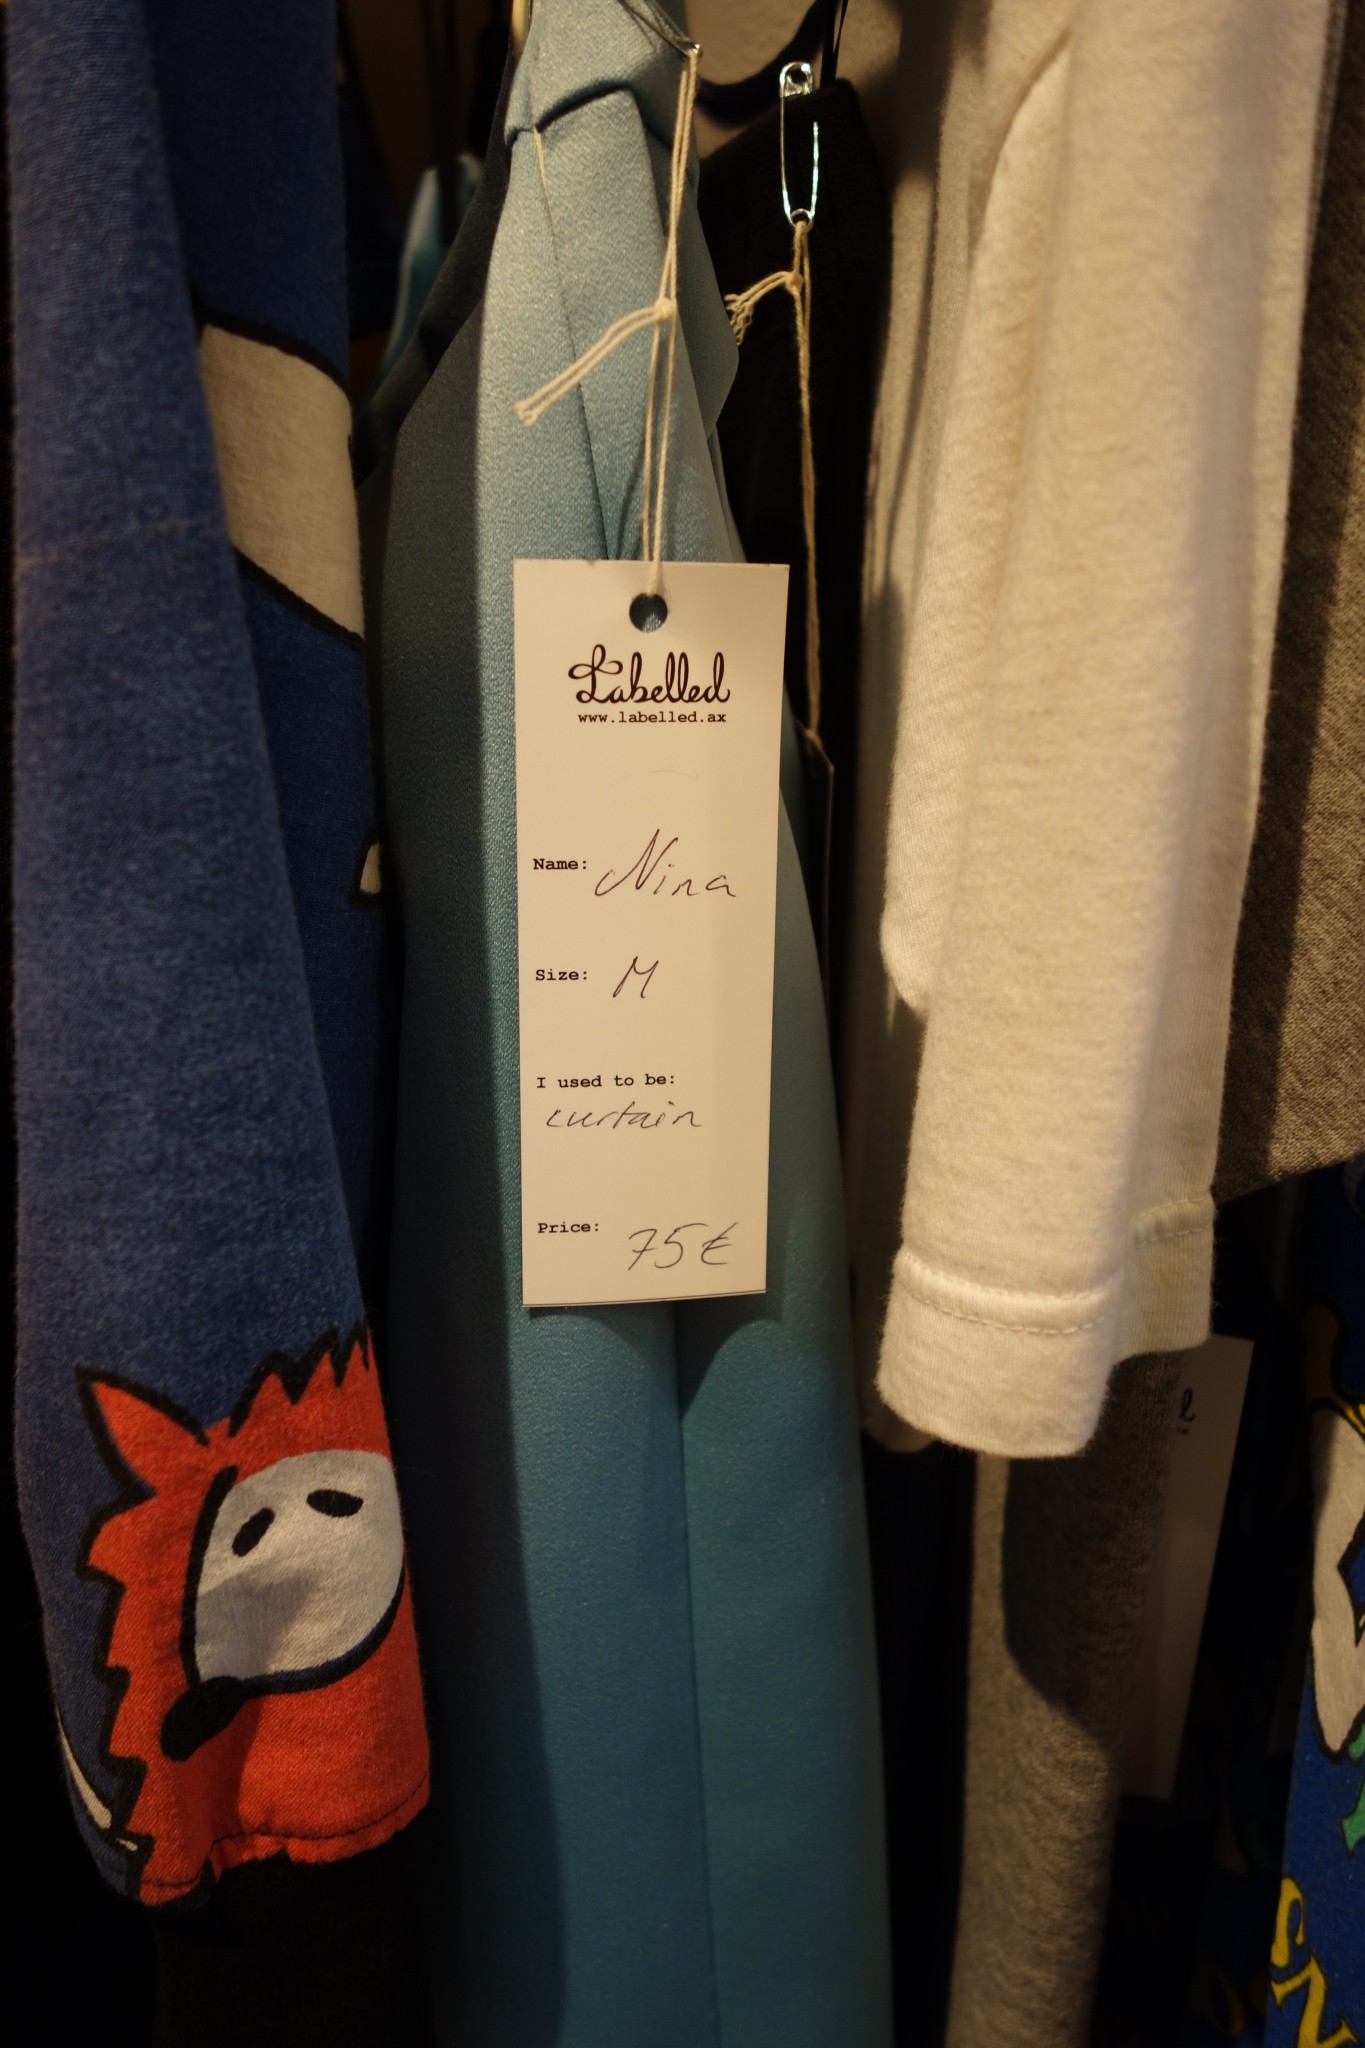 Labelled
www.labelled.ax
Name: Nina
Size: M
I used to be:
curtain
Price: 75€